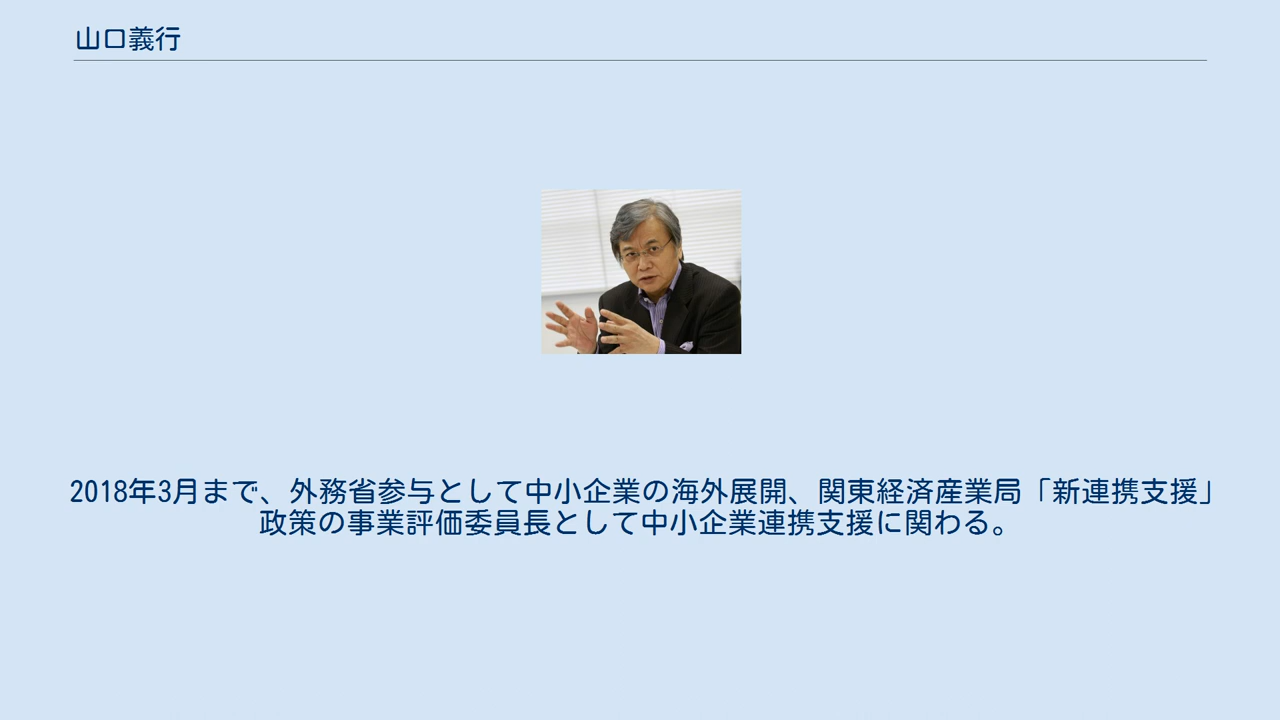 山口義行
2018年3月まで、外務省参与として中小企業の海外展開、関東経済産業局「新連携支援」
政策の事業評価委員長として中小企業連携支援に関わる。